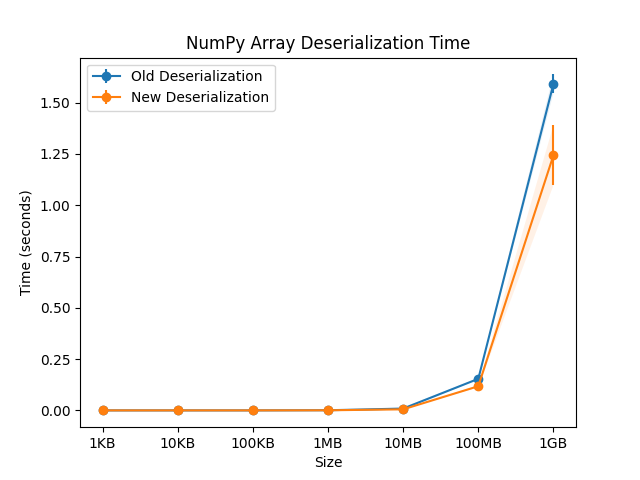 NumPy Array Deserialization Time
Old Deserialization
New Deserialization
Time (seconds)
1.50
1.25
1.00
0.75
0.50
0.25
0.00
1KB 10KB 100KB 1MB 10MB 100MB 1GB
Size